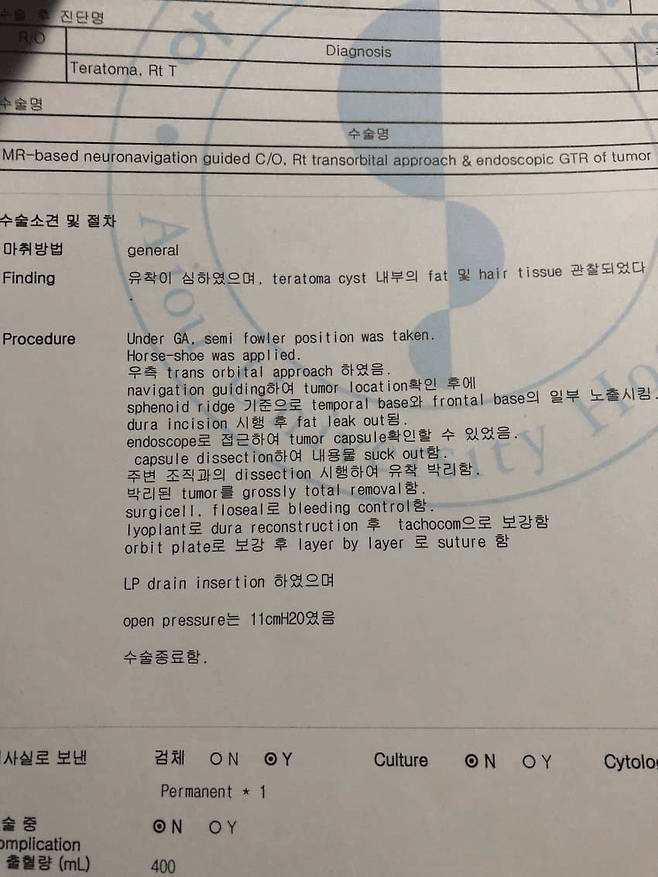 수술 후 진단명
R/O
Diagnosis
Teratoma, Rt T
수술명
수술명
MR-based neuronavigation guided C/O, Rt transorbital approach & endoscopic GTR of tumor
수술소견 및 절차
마취방법 general
Finding 유착이 심하였으며, teratoma cyst 내부의 fat 및 hair tissue 관찰되었다
.
Procedure Under GA, semi fowler position was taken.
Horse-shoe was applied.
우측 trans orbital approach 하였음.
navigation guiding하여 tumor location확인 후에
sphenoid ridge 기준으로 temporal base와 frontal base의 일부 노출시킴.
dura incision 시행 후 fat leak out됨.
endoscope로 접근하여 tumor capsule확인할 수 있었음.
capsule dissection하여 내용물 suck out함.
주변 조직과의 dissection 시행하여 유착 박리함.
박리된 tumor를 grossly total removal함.
surgicell, floseal로 bleeding control함.
lyoplant로 dura reconstruction 후 tachocom으로 보강함
orbit plate로 보강 후 layer by layer 로 suture 함
LP drain insertion 하였으며
open pressure는 11cmH20였음
수술종료함.
사실로 보낸 검체 N Y Culture N Y Cytolo
Permanent * 1
술 중 N Y
omplication
출혈량 (mL) 400